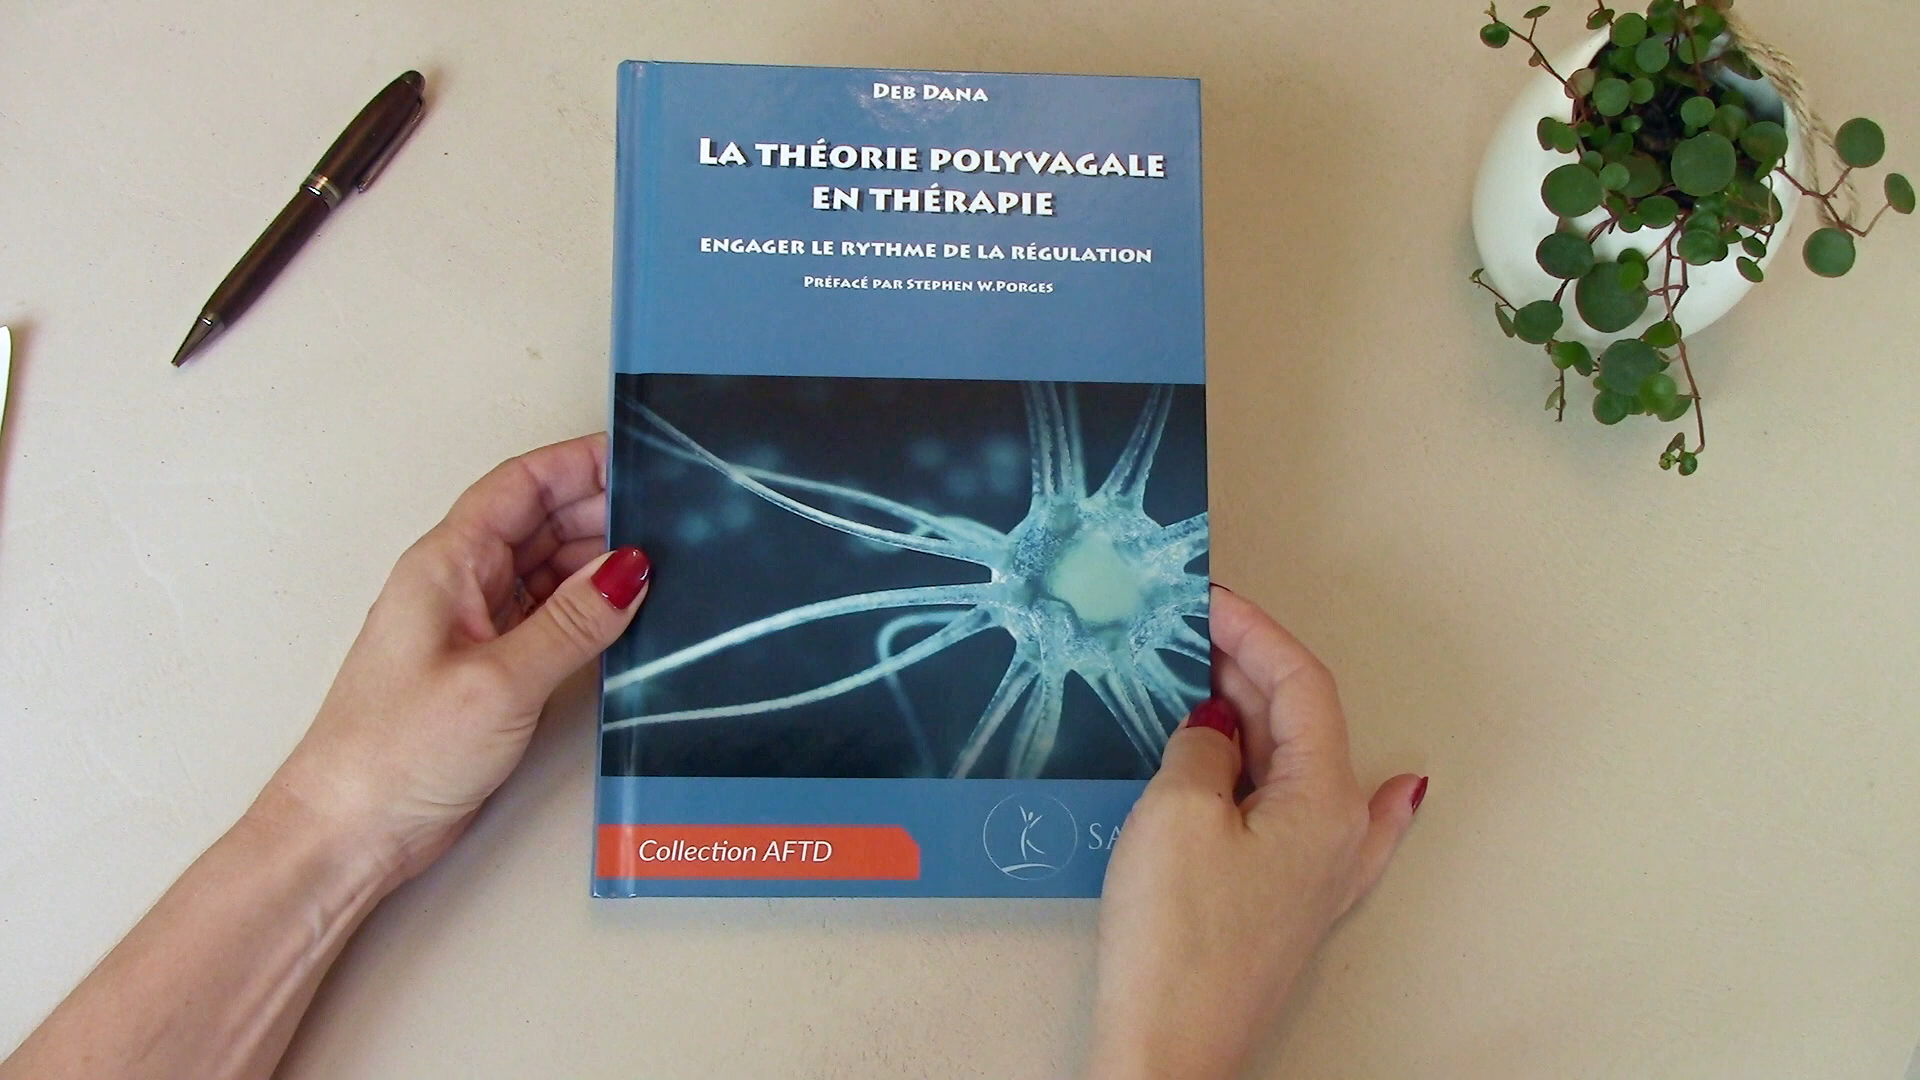 DEB DANA
LA THÉORIE POLYVAGALE
EN THÉRAPIE
ENGAGER LE RYTHME DE LA RÉGULATION
PRÉFACÉ PAR STEPHEN W.PORGES
Collection AFTD